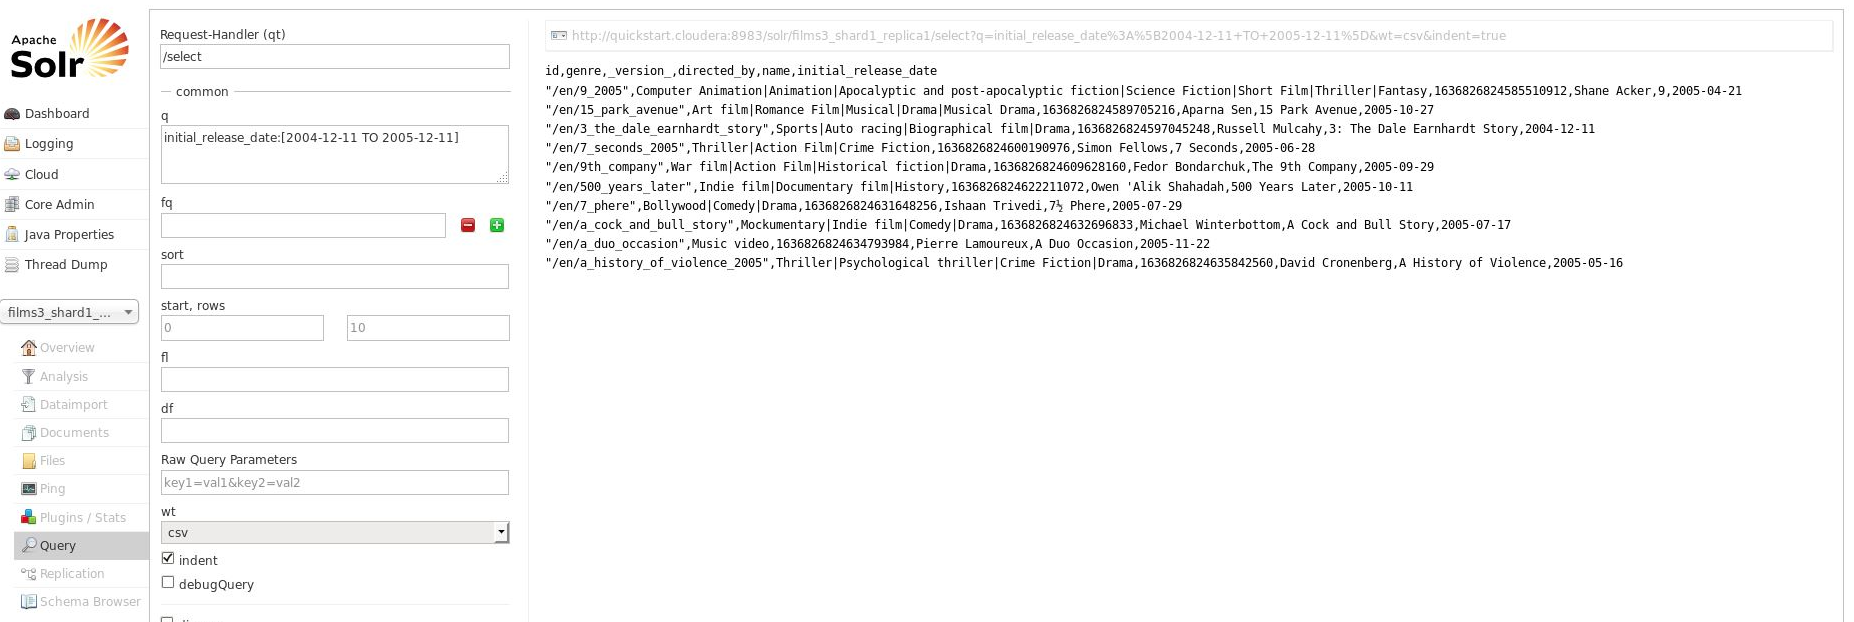 Apache
Solr
Dashboard
Logging
Cloud
Core Admin
Java Properties
Thread Dump
films3_shard1_...
Overview
Analysis
Dataimport
Documents
Files
Ping
Plugins / Stats
Query
Replication
Schema Browser
Request-Handler (qt)
/select
common
q
initial_release_date:[2004-12-11 TO 2005-12-11]
fq
sort
start, rows
0 10
fl
df
Raw Query Parameters
key1=val1&key2=val2
wt
csv
indent
debugQuery
http://quickstart.cloudera:8983/solr/films3_shard1_replica1/select?q=initial_release_date%3A%5B2004-12-11+TO+2005-12-11%5D&wt=csv&indent=true
id,genre,_version_,directed_by,name,initial_release_date
"/en/9_2005",Computer Animation|Animation|Apocalyptic and post-apocalyptic fiction|Science Fiction|Short Film|Thriller|Fantasy,1636826824585510912,Shane Acker,9,2005-04-21
"/en/15_park_avenue",Art film|Romance Film|Musical|Drama|Musical Drama,1636826824589705216,Aparna Sen,15 Park Avenue,2005-10-27
"/en/3_the_dale_earnhardt_story",Sports|Auto racing|Biographical film|Drama,1636826824597045248,Russell Mulcahy,3: The Dale Earnhardt Story,2004-12-11
"/en/7_seconds_2005",Thriller|Action Film|Crime Fiction,1636826824600190976,Simon Fellows,7 Seconds,2005-06-28
"/en/9th_company",War film|Action Film|Historical fiction|Drama,1636826824609628160,Fedor Bondarchuk,The 9th Company,2005-09-29
"/en/500_years_later",Indie film|Documentary film|History,1636826824622211072,Owen 'Alik Shahadah,500 Years Later,2005-10-11
"/en/7_phere",Bollywood|Comedy|Drama,1636826824631648256,Ishaan Trivedi,7½ Phere,2005-07-29
"/en/a_cock_and_bull_story",Mockumentary|Indie film|Comedy|Drama,1636826824632696833,Michael Winterbottom,A Cock and Bull Story,2005-07-17
"/en/a_duo_occasion",Music video,1636826824634793984,Pierre Lamoureux,A Duo Occasion,2005-11-22
"/en/a_history_of_violence_2005",Thriller|Psychological thriller|Crime Fiction|Drama,1636826824635842560,David Cronenberg,A History of Violence,2005-05-16